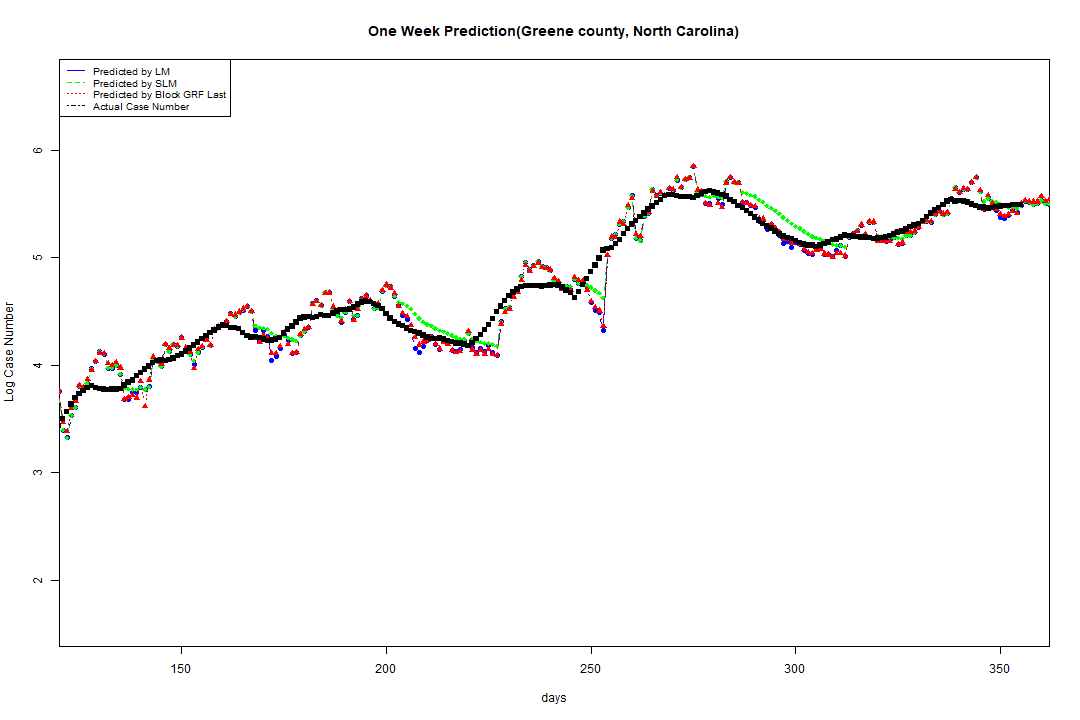 One Week Prediction(Greene county, North Carolina)
Predicted by LM
Predicted by SLM
Predicted by Block GRF Last
Actual Case Number
6
5
4
3
2
Log Case Number
150 200 250 300 350
days